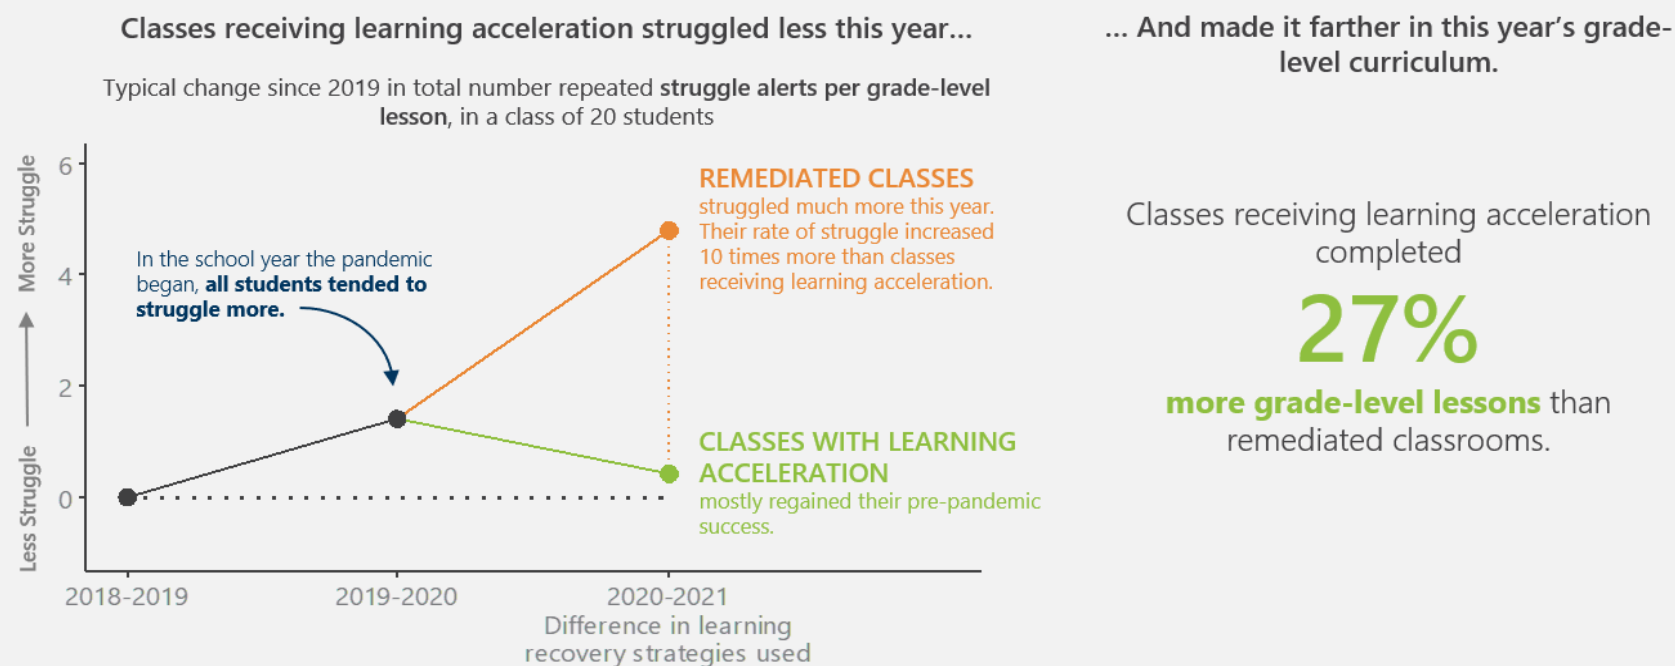 Classes receiving learning acceleration struggled less this year...
Typical change since 2019 in total number repeated struggle alerts per grade-level
lesson, in a class of 20 students
More Struggle
Less Struggle
6
4
2
0
In the school year the pandemic
began, all students tended to
struggle more.
REMEDIATED CLASSES
struggled much more this year.
Their rate of struggle increased
10 times more than classes
receiving learning acceleration.
CLASSES WITH LEARNING
ACCELERATION
mostly regained their pre-pandemic
success.
2018-2019
2019-2020
2020-2021
Difference in learning
recovery strategies used
... And made it farther in this year’s grade-
level curriculum.
Classes receiving learning acceleration
completed
27%
more grade-level lessons than
remediated classrooms.